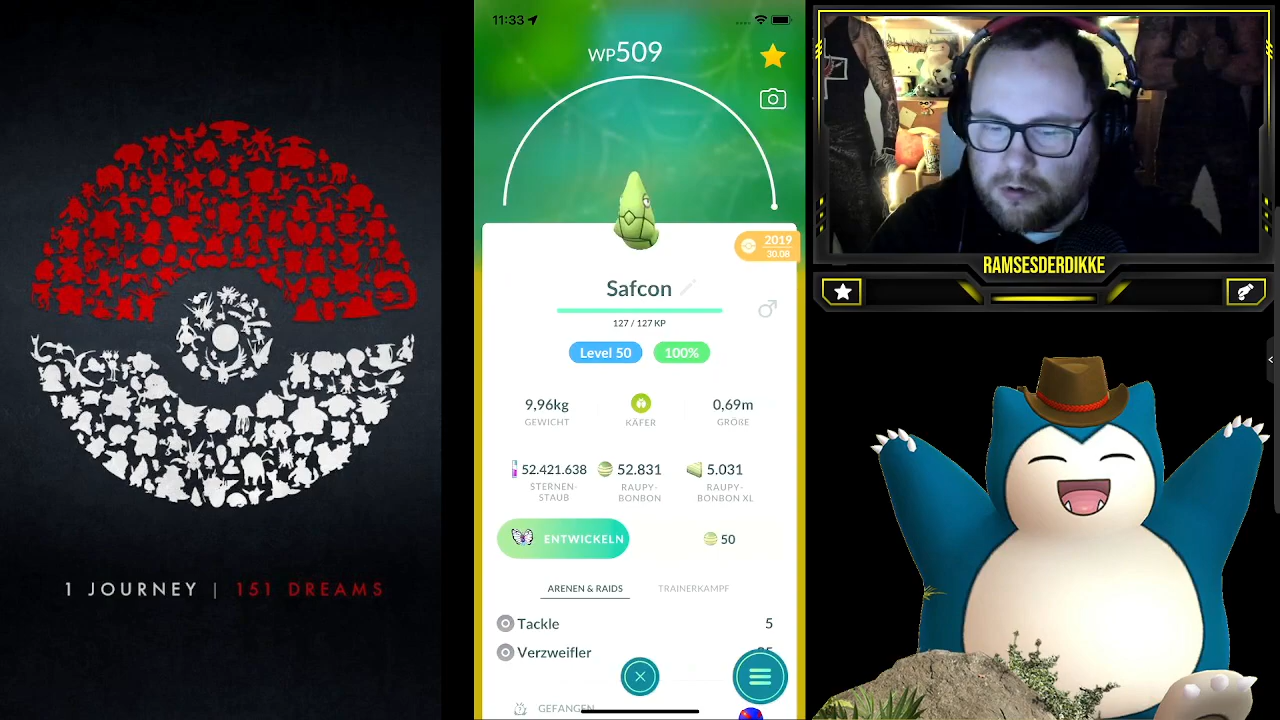 1 JOURNEY | 151 DREAMS
11:33
WP509
2019
30.08
Safcon
127 / 127 KP
Level 50
100%
9,96kg
0,69m
GEWICHT
KÄFER
GRÖßE
52.421.638
52.831
5.031
STERNEN-
STAUB
RAUPY-
BONBON
RAUPY-
BONBON XL
ENTWICKELN
50
ARENEN & RAIDS
TRAINERKAMPF
Tackle
5
Verzweifler
GEFANGEN
RAMSESDERDIKKE